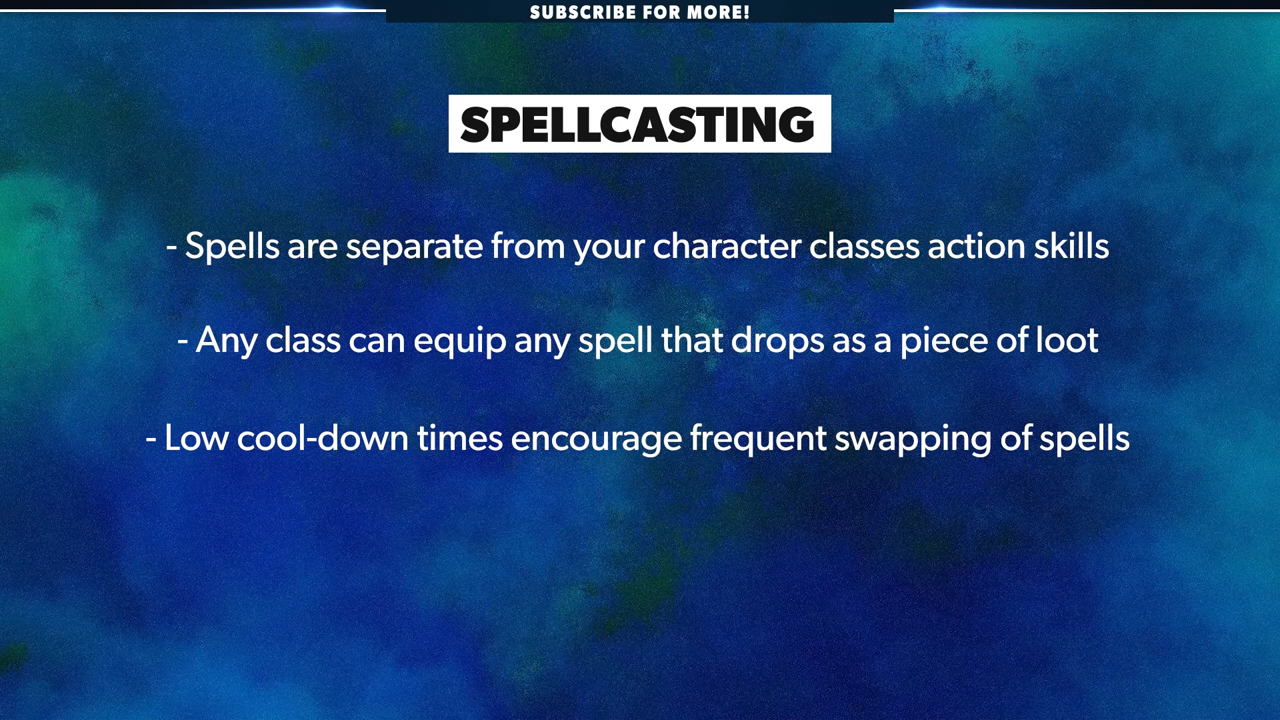 SUBSCRIBE FOR MORE!
SPELLCASTING
- Spells are separate from your character classes action skills
- Any class can equip any spell that drops as a piece of loot
- Low cool-down times encourage frequent swapping of spells